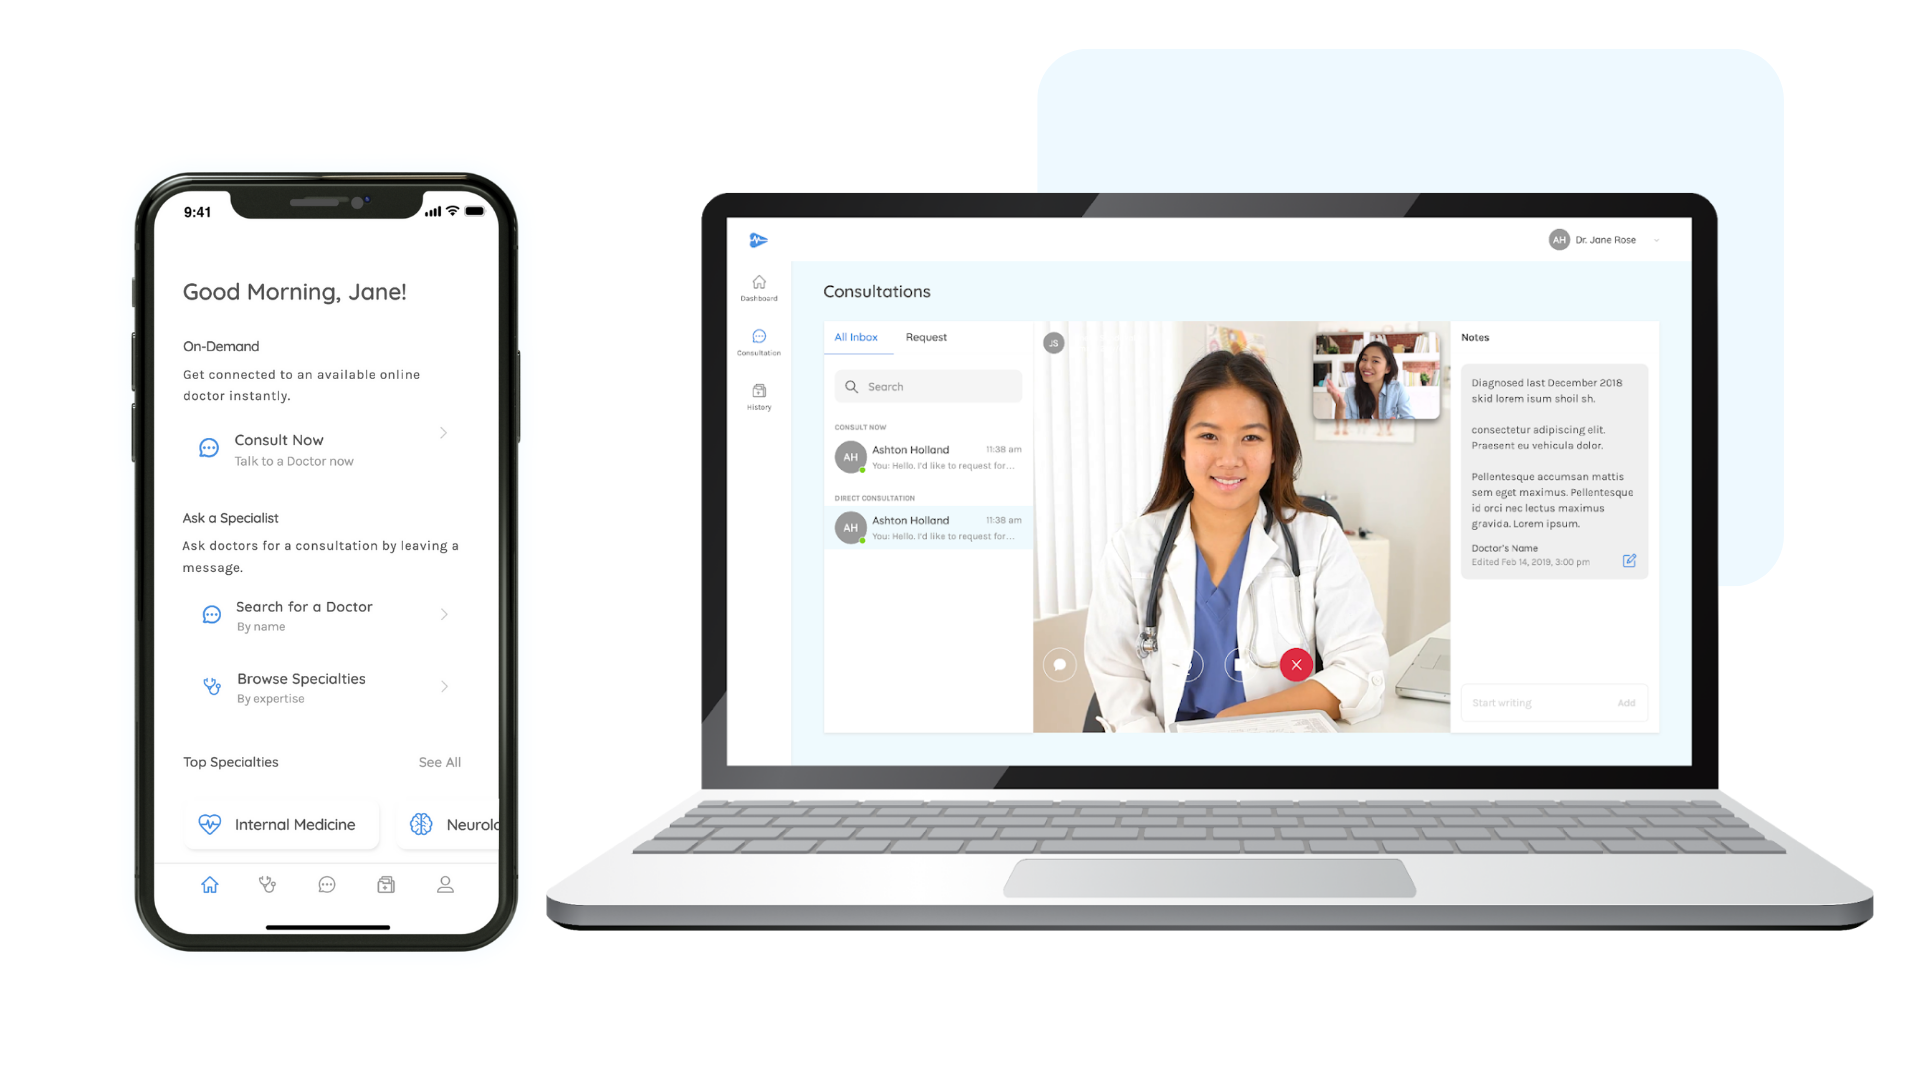 9:41
Good Morning, Jane!
On-Demand
Get connected to an available online
doctor instantly.
Consult Now
Talk to a Doctor now
Ask a Specialist
Ask doctors for a consultation by leaving a
message.
Search for a Doctor
By name
Browse Specialties
By expertise
Top Specialties
See All
Internal Medicine
Neurolo
AH
Dr. Jane Rose
Dashboard
Consultation
History
Consultations
All Inbox
Request
Search
CONSULT NOW
AH
Ashton Holland
11:38 am
You: Hello. I'd like to request for...
DIRECT CONSULTATION
AH
Ashton Holland
11:38 am
You: Hello. I'd like to request for...
JS
Notes
Diagnosed last December 2018
skid lorem isum shoil sh.
consectetur adipiscing elit.
Praesent eu vehicula dolor.
Pellentesque accumsan mattis
sem eget maximus. Pellentesque
id orci nec lectus maximus
gravida. Lorem ipsum.
Doctor's Name
Edited Feb 14, 2019, 3:00 pm
Start writing
Add